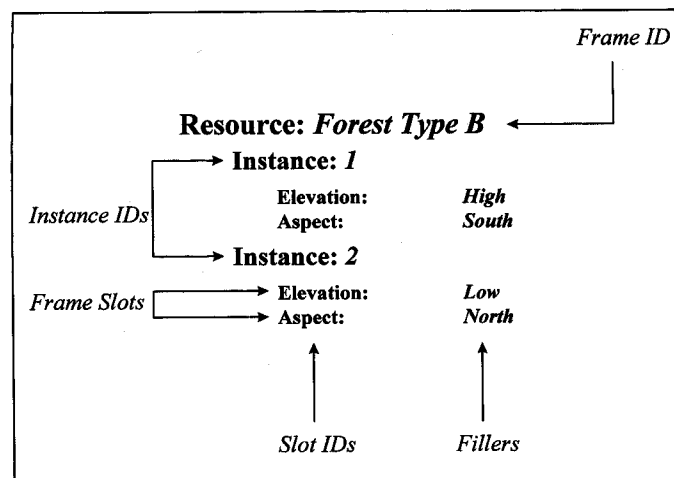 Frame ID
Resource: Forest Type B
Instance: 1
Elevation: High
Aspect: South
Instance IDs
Instance: 2
Elevation: Low
Frame Slots
Aspect: North
Slot IDs Fillers